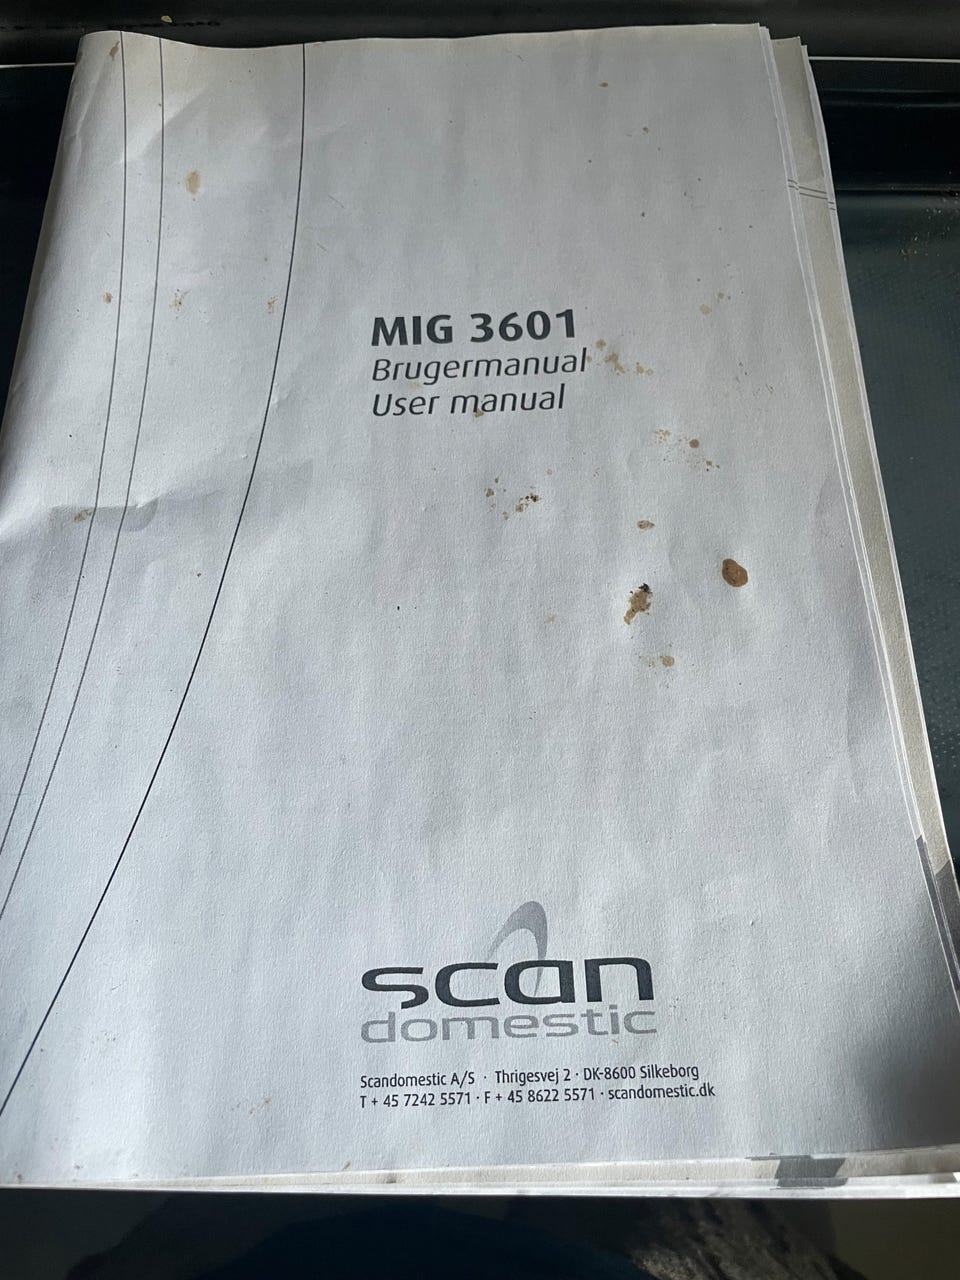 MIG 3601
Brugermanual
User manual
scan
domestic
Scandomestic A/S · Thrigesvej 2 · DK-8600 Silkeborg
T + 45 7242 5571 · F + 45 8622 5571 · scandomestic.dk